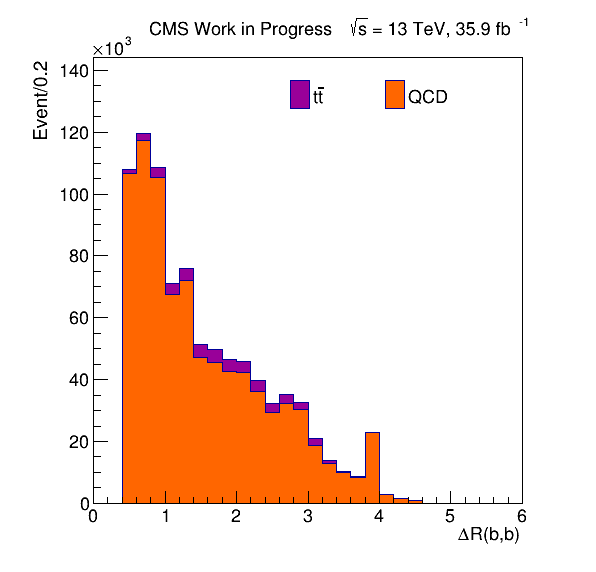 CMS Work in Progress √s = 13 TeV, 35.9 fb⁻¹
×10³
Event/0.2
140
120
100
80
60
40
20
0
tt̅ QCD
0 1 2 3 4 5 6
ΔR(b,b)